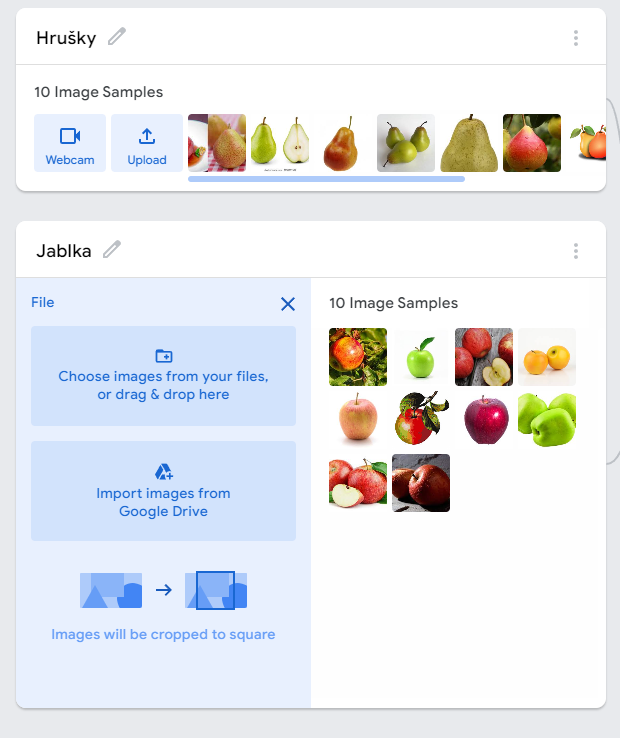 Hrušky
10 Image Samples
Webcam
Upload
Jablka
File
10 Image Samples
Choose images from your files,
or drag & drop here
Import images from
Google Drive
Images will be cropped to square